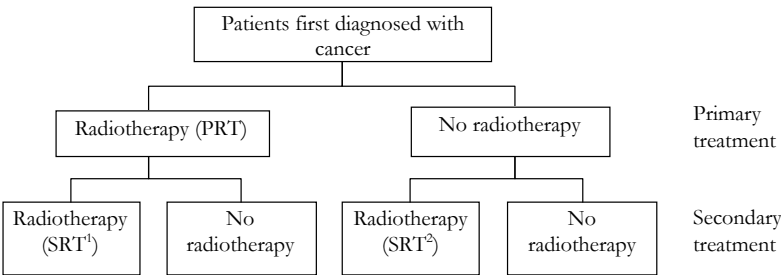 Patients first diagnosed with
cancer
Radiotherapy (PRT)
No radiotherapy
Primary
treatment
Radiotherapy
(SRT¹)
No
radiotherapy
Radiotherapy
(SRT²)
No
radiotherapy
Secondary
treatment